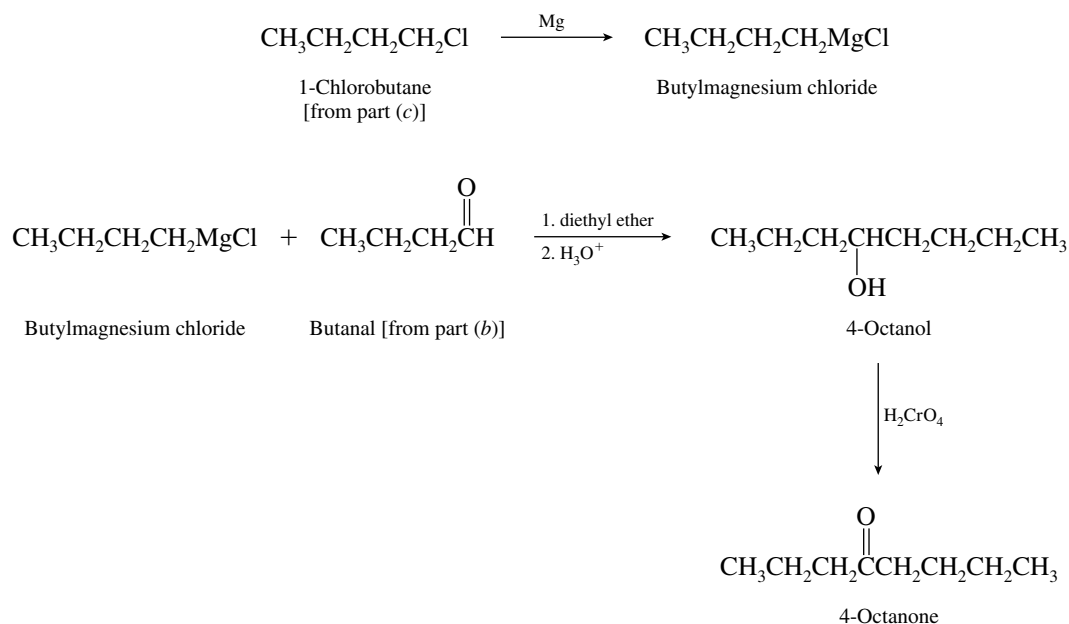 CH₃CH₂CH₂CH₂Cl Mg CH₃CH₂CH₂CH₂MgCl
1-Chlorobutane Butylmagnesium chloride
[from part (c)]
O
CH₃CH₂CH₂CH₂MgCl + CH₃CH₂CH₂CH 1. diethyl ether CH₃CH₂CH₂CHCH₂CH₂CH₂CH₃
2. H₃O⁺
OH
Butylmagnesium chloride Butanal [from part (b)] 4-Octanol
H₂CrO₄
O
CH₃CH₂CH₂CCH₂CH₂CH₂CH₃
4-Octanone